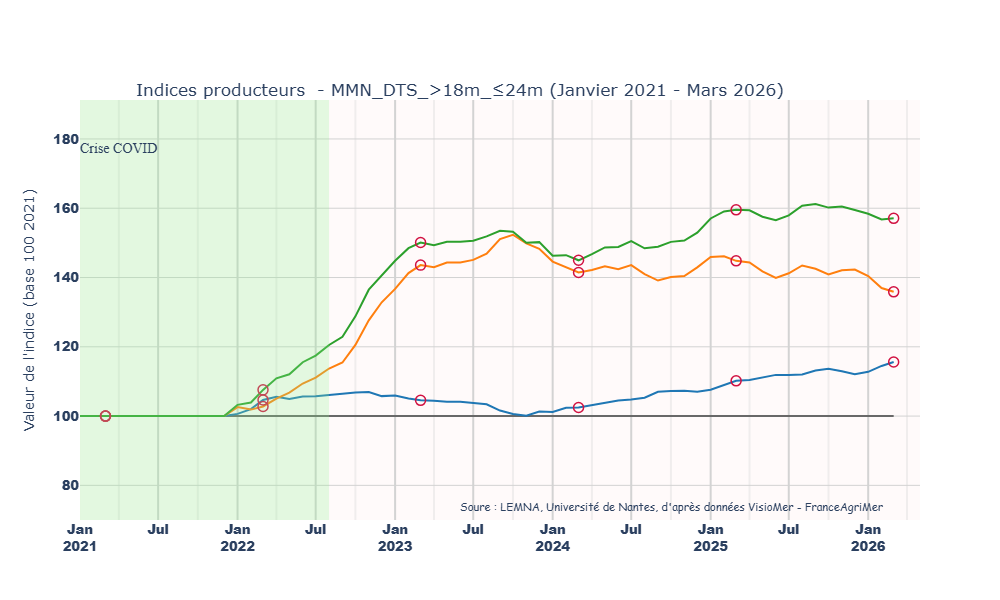 Indices producteurs - MMN_DTS_>18m_≤24m (Janvier 2021 - Mars 2026)
180
Crise COVID
160
140
120
100
80
Valeur de l'indice (base 100 2021)
Soure : LEMNA, Université de Nantes, d'après données VisioMer - FranceAgriMer
Jan Jul Jan Jul Jan Jul Jan Jul Jan Jul Jan
2021 2022 2023 2024 2025 2026